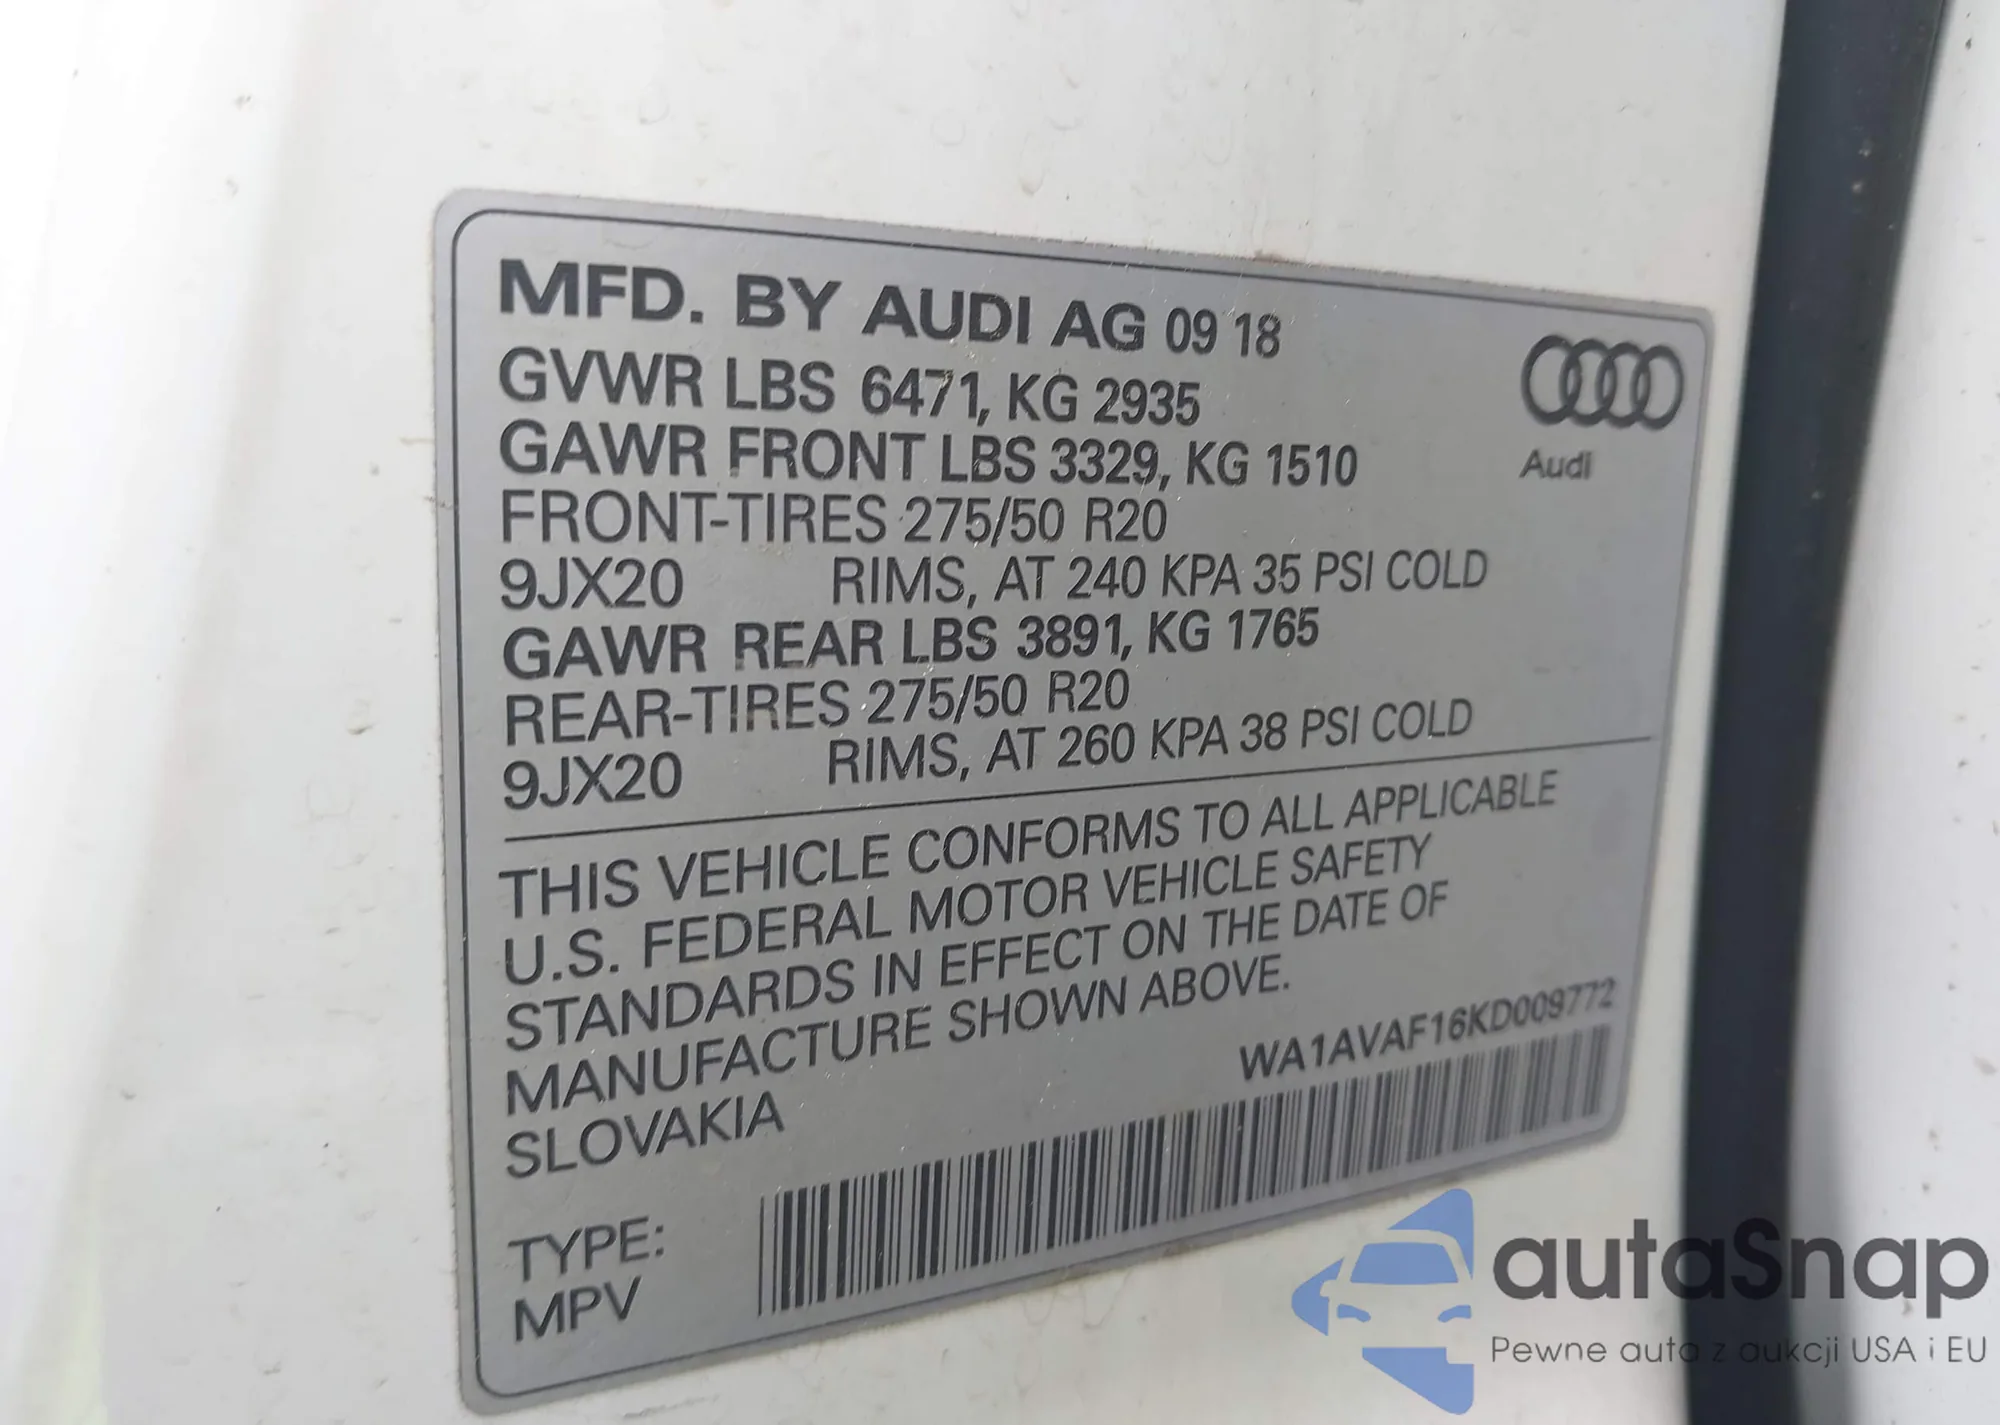 MFD. BY AUDI AG 09 18
GVWR LBS 6471, KG 2935
GAWR FRONT LBS 3329, KG 1510
FRONT-TIRES 275/50 R20
9JX20 RIMS, AT 240 KPA 35 PSI COLD
GAWR REAR LBS 3891, KG 1765
REAR-TIRES 275/50 R20
9JX20 RIMS, AT 260 KPA 38 PSI COLD
Audi
THIS VEHICLE CONFORMS TO ALL APPLICABLE
U.S. FEDERAL MOTOR VEHICLE SAFETY
STANDARDS IN EFFECT ON THE DATE OF
MANUFACTURE SHOWN ABOVE.
SLOVAKIA
WA1AVAF16KD009772
TYPE:
MPV
autaSnap
Pewne auta z aukcji USA i EU